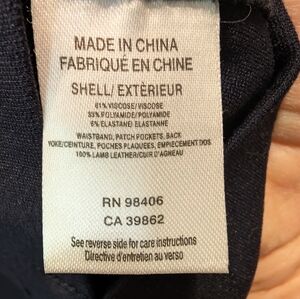 MADE IN CHINA
FABRIQUÉ EN CHINE
SHELL/ EXTÈRIEUR
61% VISCOSE/ VISCOSE
33% POLYAMIDE/ POLYAMIDE
6% ELASTANE/ ELASTANNE
WAISTBAND, PATCH POCKETS, BACK
YOKE/CEINTURE, POCHES PLAQUÉES, EMPIECEMENT DOS
100% LAMB LEATHER/CUIR D'AGNEAU
RN 98406
CA 39862
See reverse side for care instructions
Directive d'entretien au verso